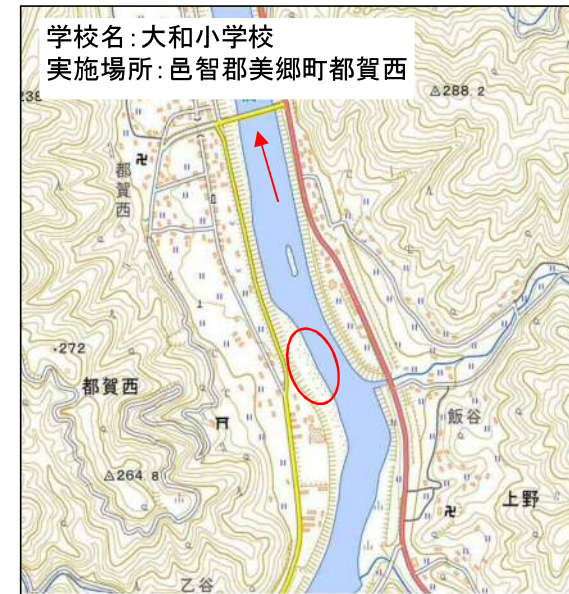 学校名：大和小学校
実施場所：邑智郡美郷町都賀西
288.2
都賀西
・272
都賀西
飯谷
264.8
上野
乙谷